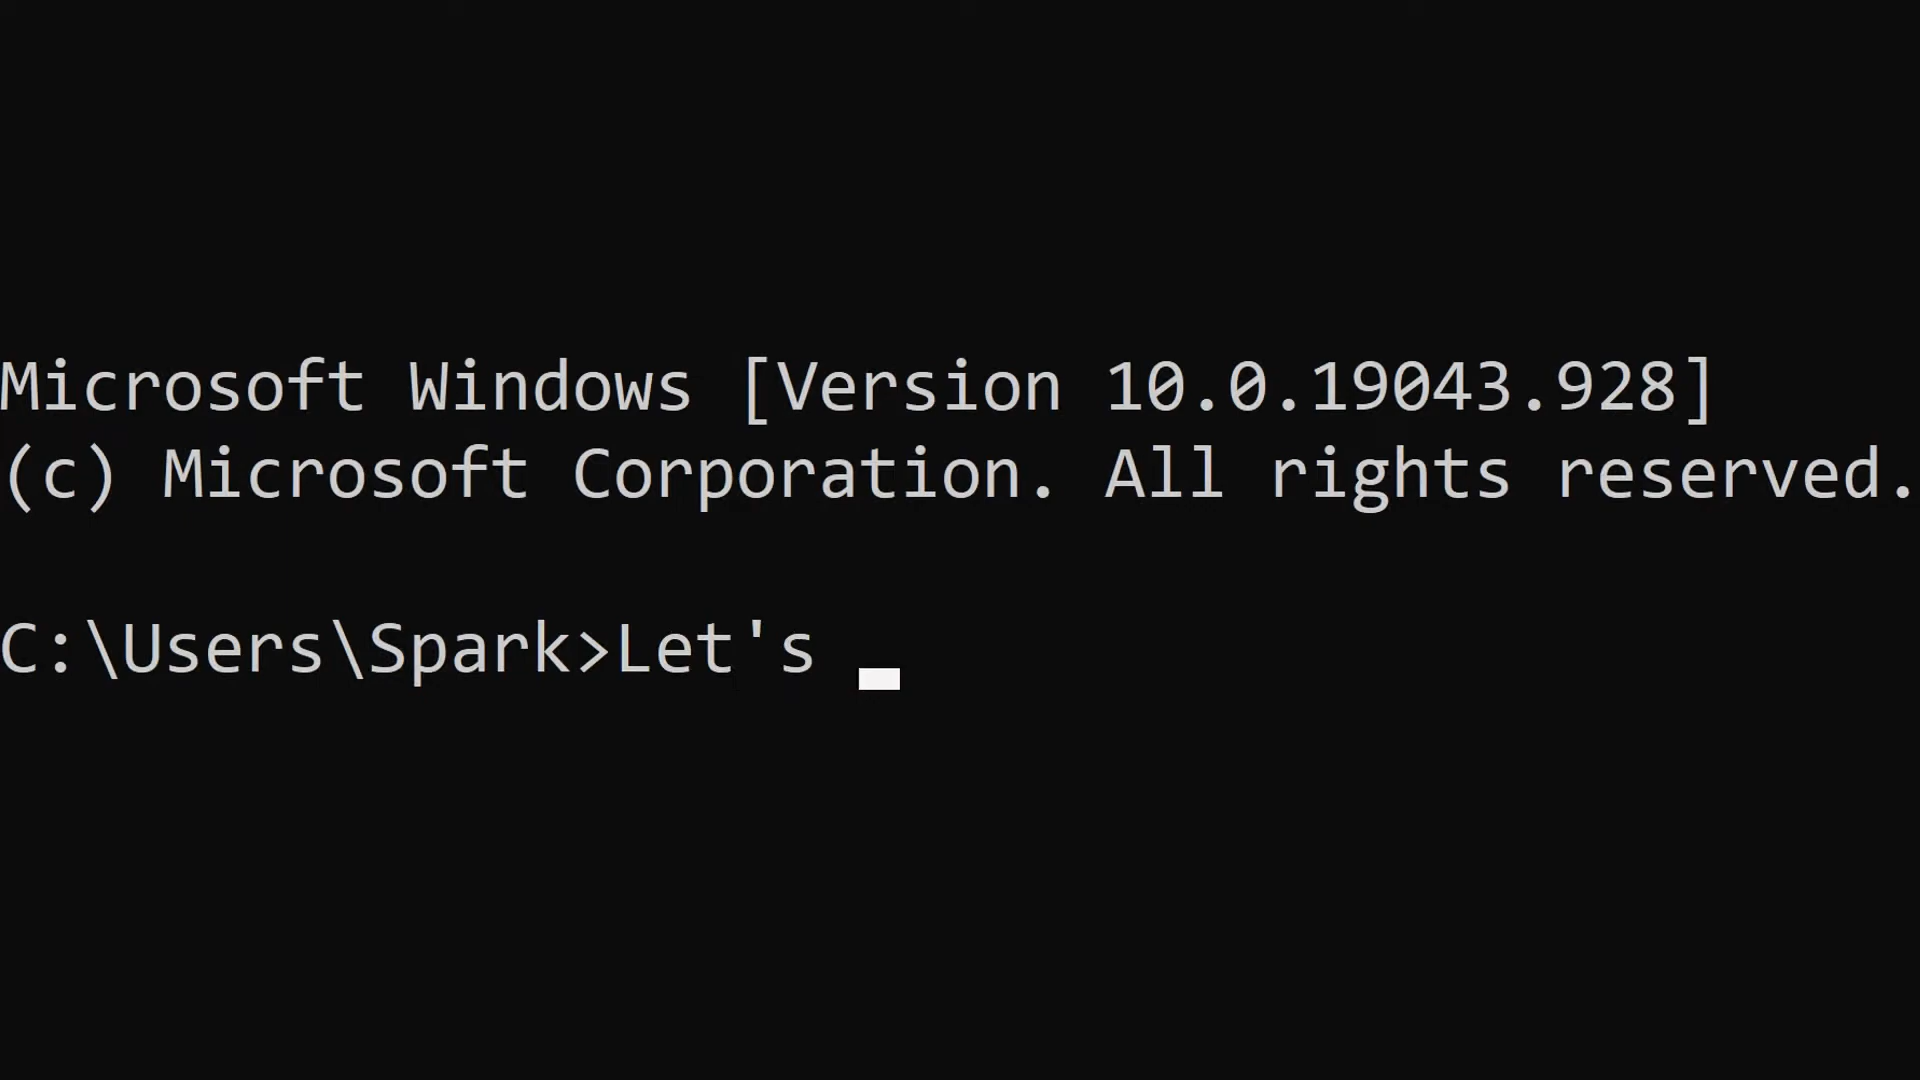 Microsoft Windows [Version 10.0.19043.928]
(c) Microsoft Corporation. All rights reserved.
C:\Users\Spark>Let's